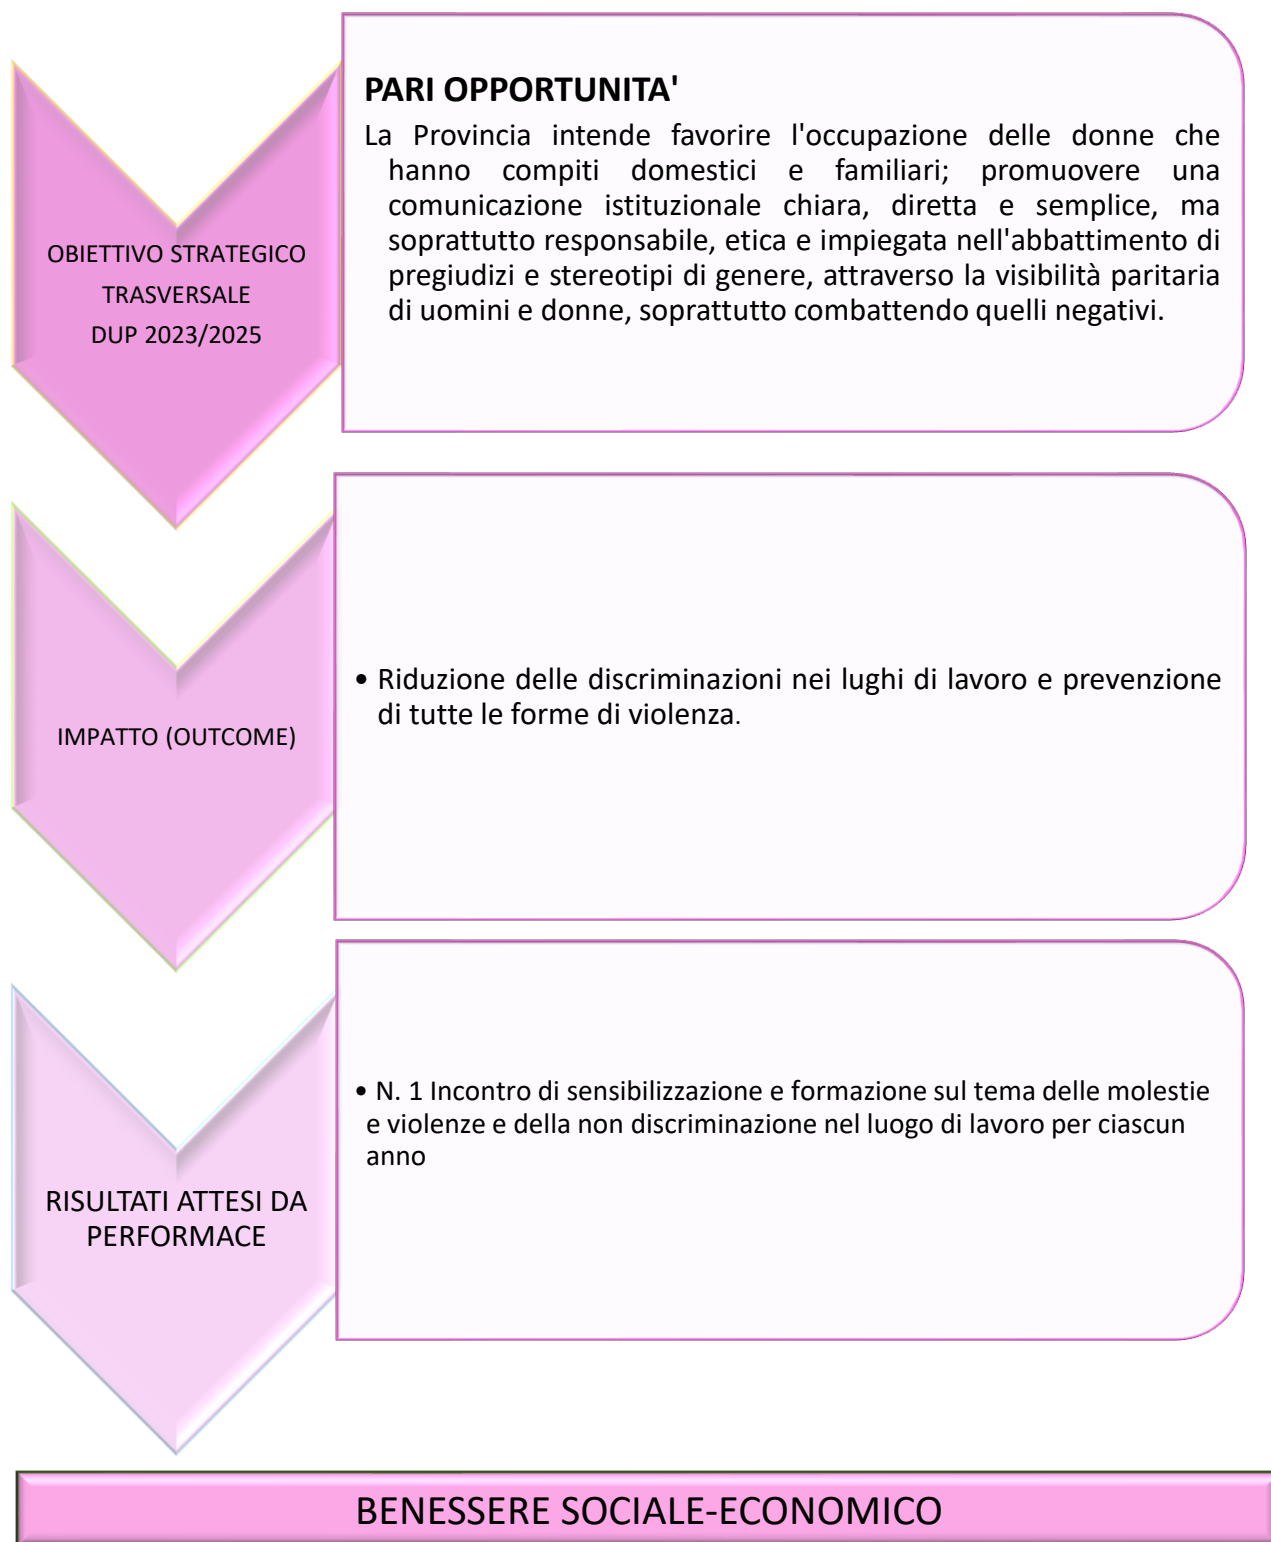 PARI OPPORTUNITA'
La Provincia intende favorire l'occupazione delle donne che
hanno compiti domestici e familiari; promuovere una
comunicazione istituzionale chiara, diretta e semplice, ma
soprattutto responsabile, etica e impiegata nell'abbattimento di
pregiudizi e stereotipi di genere, attraverso la visibilità paritaria
di uomini e donne, soprattutto combattendo quelli negativi.
OBIETTIVO STRATEGICO
TRASVERSALE
DUP 2023/2025
• Riduzione delle discriminazioni nei lughi di lavoro e prevenzione
di tutte le forme di violenza.
IMPATTO (OUTCOME)
• N. 1 Incontro di sensibilizzazione e formazione sul tema delle molestie
e violenze e della non discriminazione nel luogo di lavoro per ciascun
anno
RISULTATI ATTESI DA
PERFORMACE
BENESSERE SOCIALE-ECONOMICO